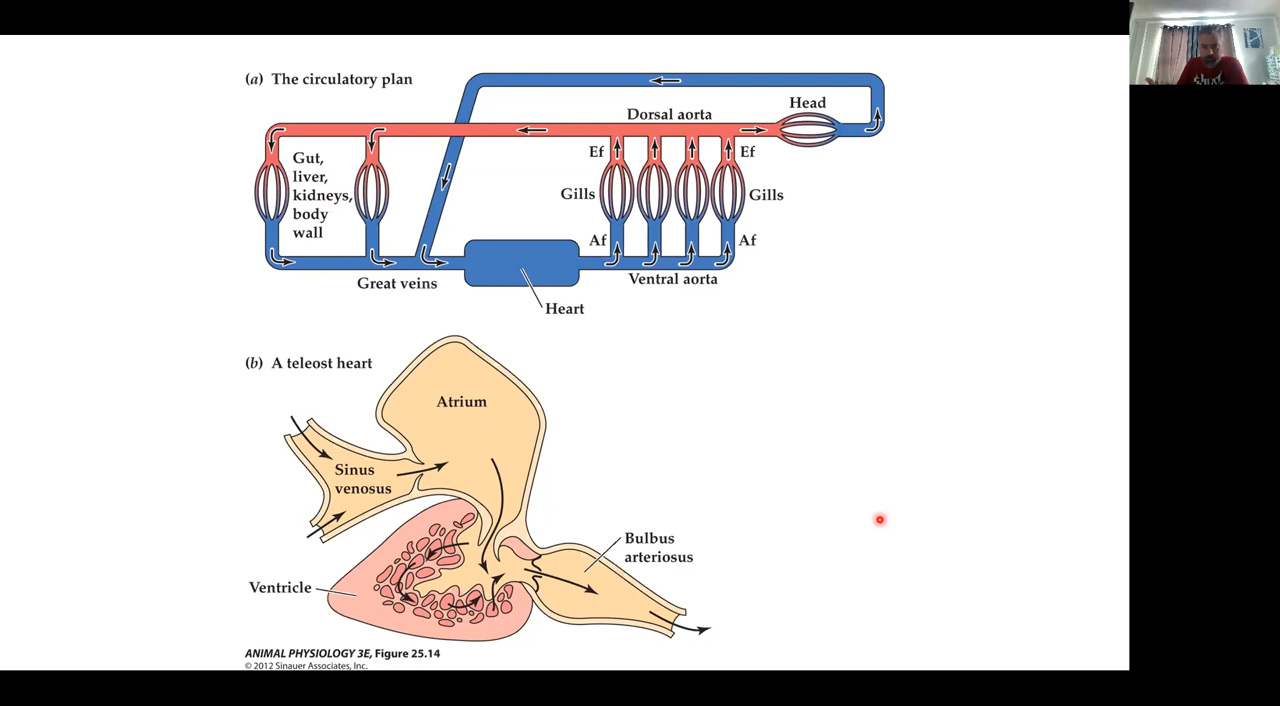 (a) The circulatory plan
Head
Dorsal aorta
Ef
Ef
Gut,
liver,
kidneys,
body
wall
Gills
Gills
Af
Af
Great veins
Ventral aorta
Heart
(b) A teleost heart
Atrium
Sinus
venosus
Bulbus
arteriosus
Ventricle
ANIMAL PHYSIOLOGY 3E, Figure 25.14
© 2012 Sinauer Associates, Inc.